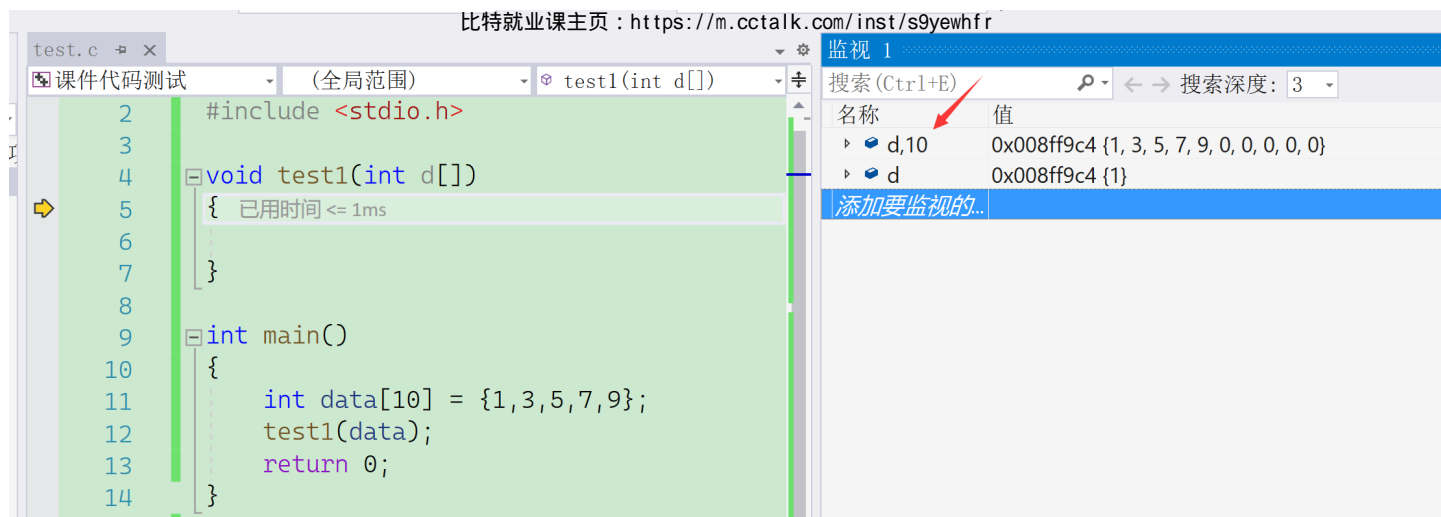 比特就业课主页：https://m.cctalk.com/inst/s9yewhfr
test.c
课件代码测试 (全局范围) test1(int d[])
2 #include <stdio.h>
3
4 void test1(int d[])
5 { 已用时间 <= 1ms
6
7 }
8
9 int main()
10 {
11 int data[10] = {1,3,5,7,9};
12 test1(data);
13 return 0;
14 }
监视 1
搜索(Ctrl+E) 搜索深度: 3
名称 值
d,10 0x008ff9c4 {1, 3, 5, 7, 9, 0, 0, 0, 0, 0}
d 0x008ff9c4 {1}
添加要监视的...